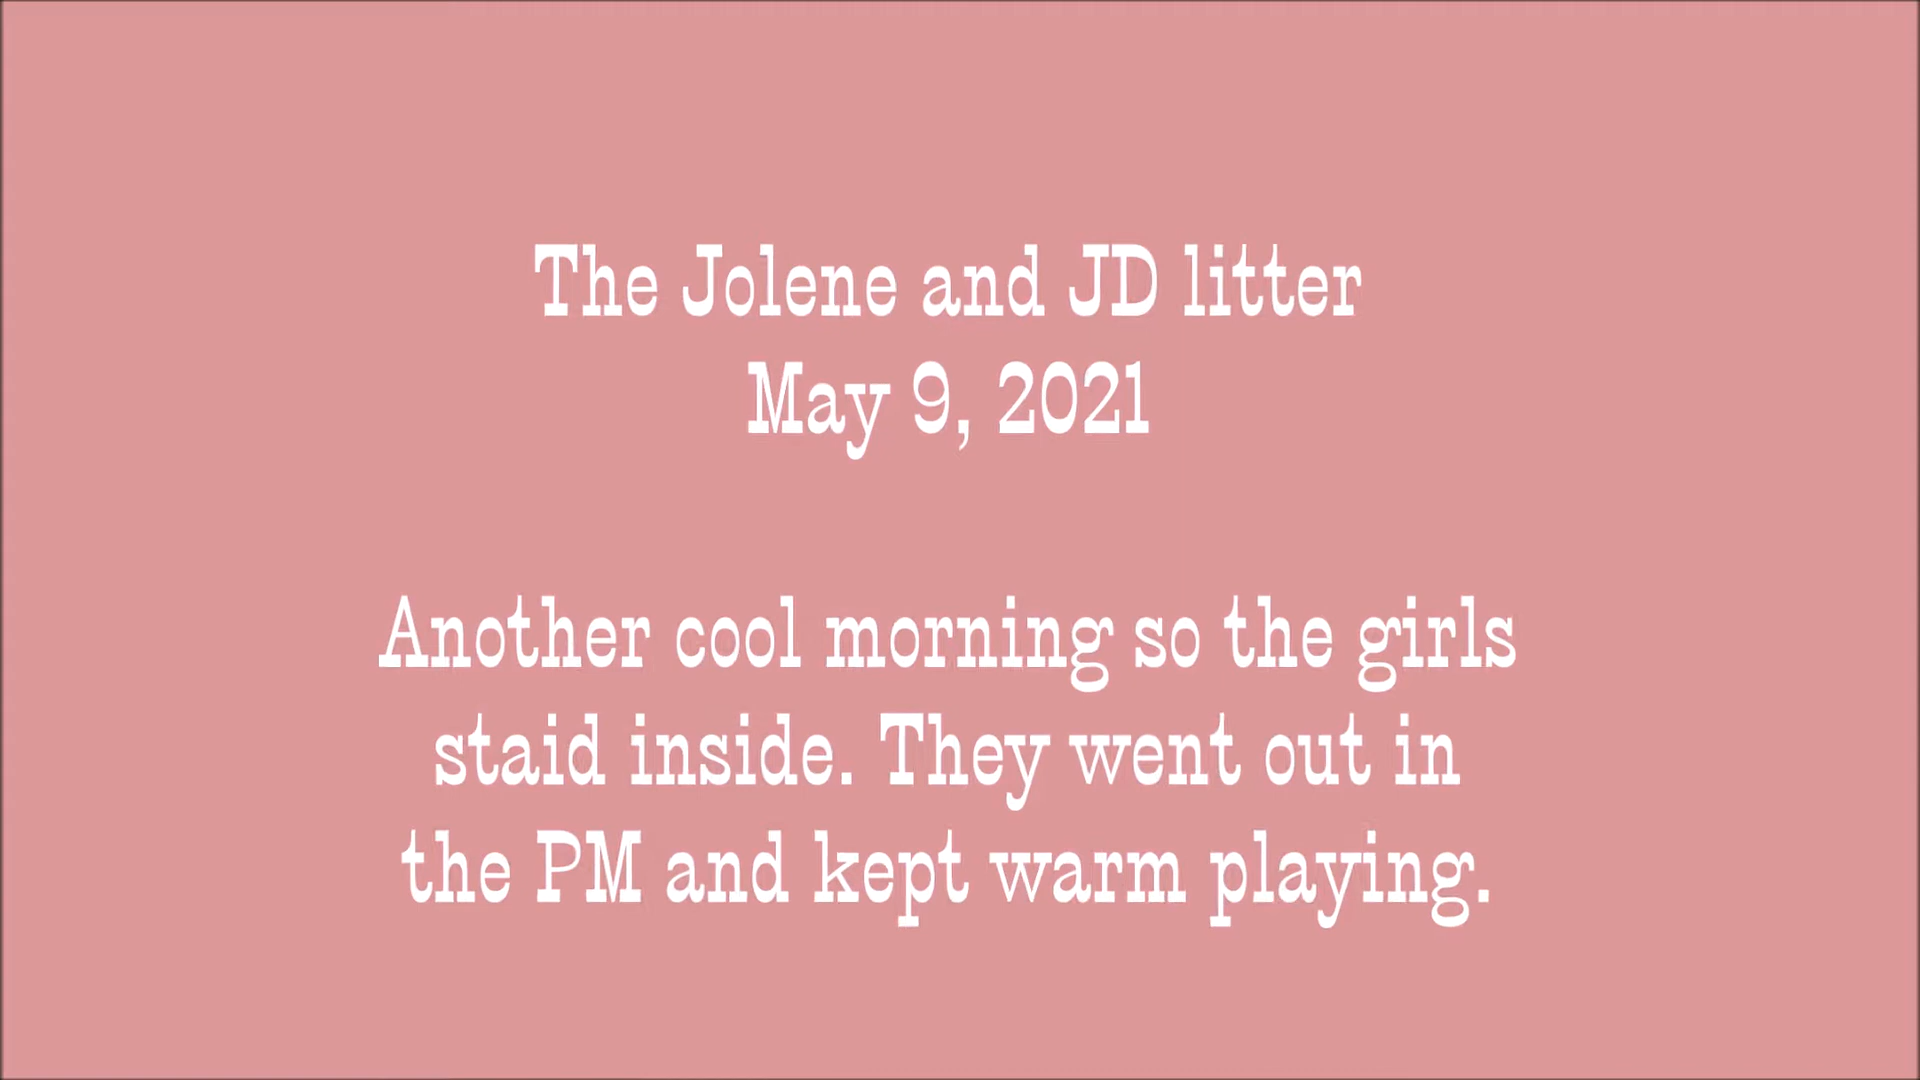 The Jolene and JD litter
May 9, 2021
Another cool morning so the girls
staid inside. They went out in
the PM and kept warm playing.